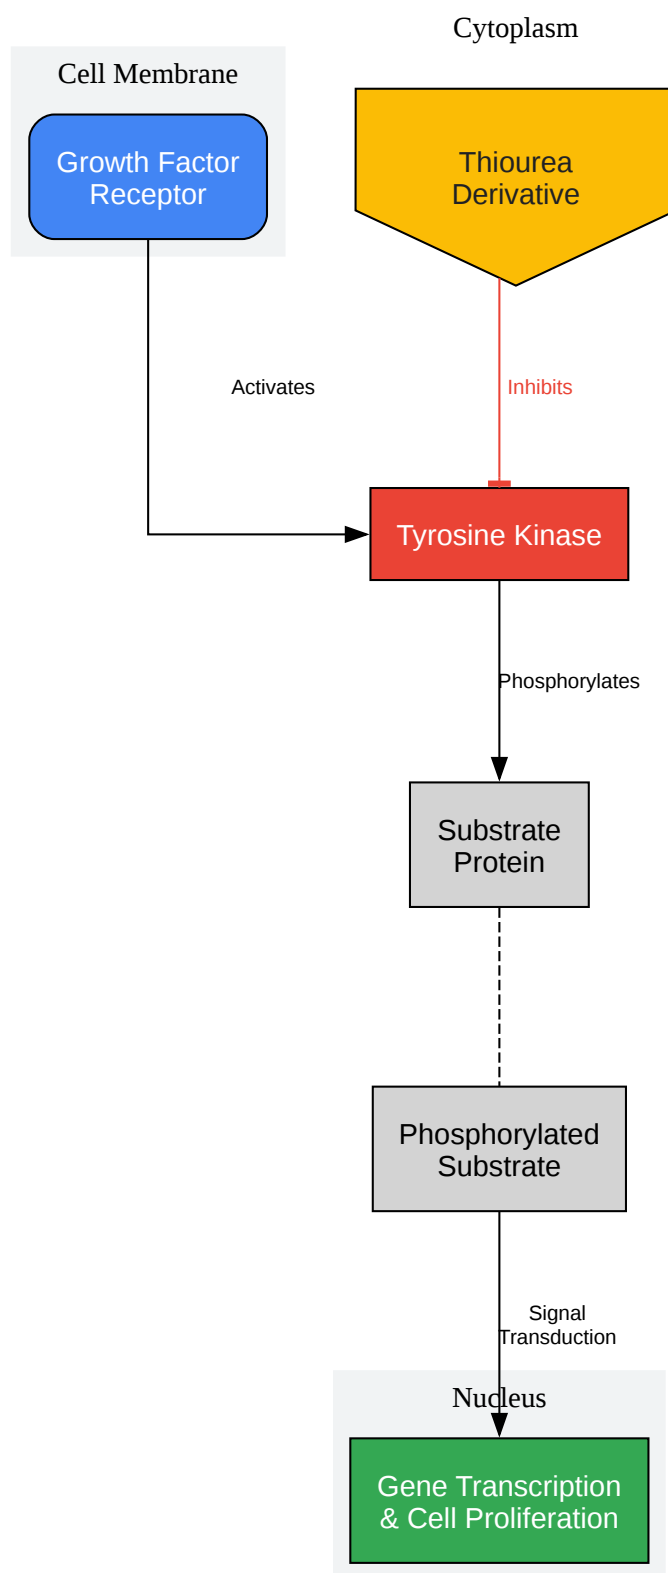 Cytoplasm
Cell Membrane
Growth Factor
Receptor
Thiourea
Derivative
Activates
Inhibits
Tyrosine Kinase
Phosphorylates
Substrate
Protein
Phosphorylated
Substrate
Signal
Transduction
Nucleus
Gene Transcription
& Cell Proliferation